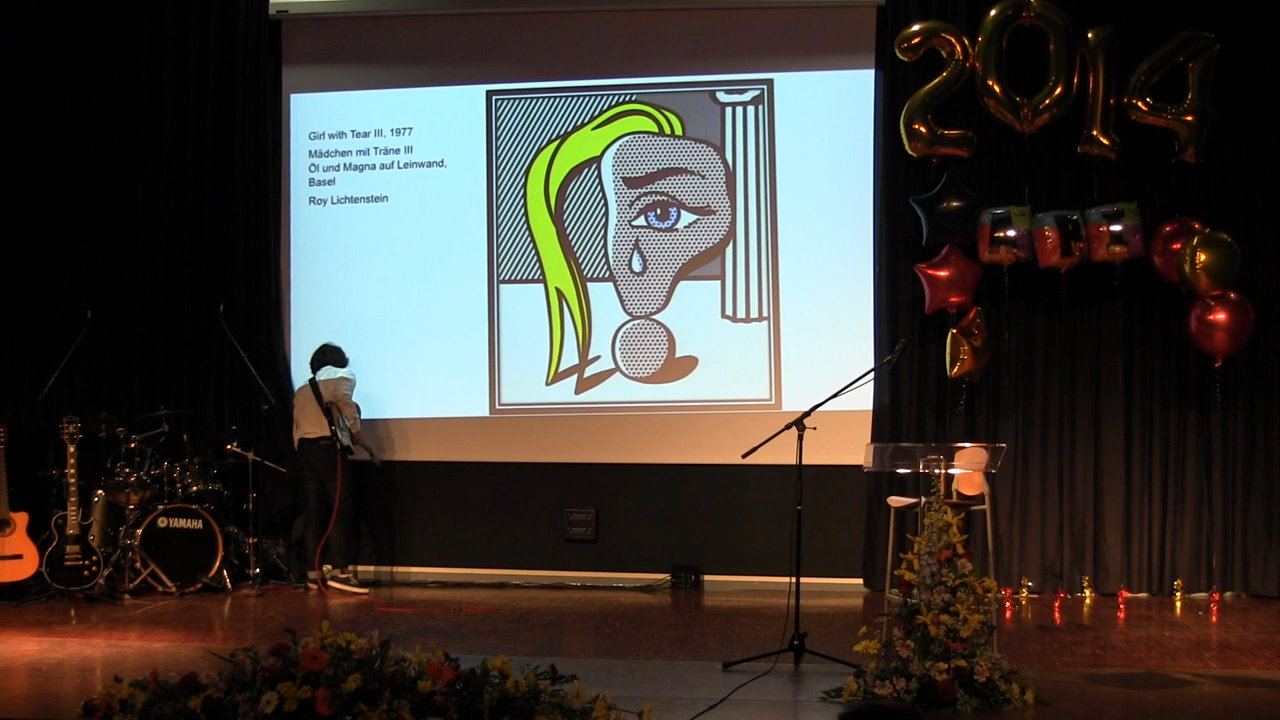 Girl with Tear III, 1977
Mädchen mit Träne III
Öl und Magna auf Leinwand,
Basel
Roy Lichtenstein
2014
YAMAHA